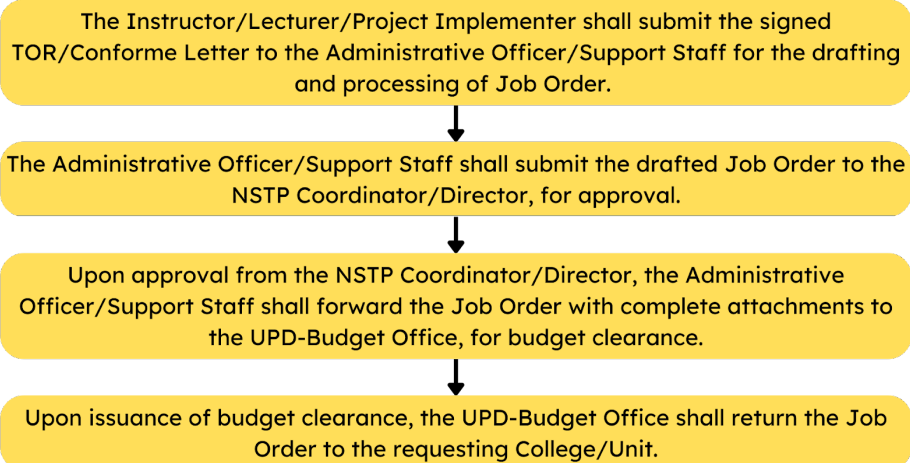 The Instructor/Lecturer/Project Implementer shall submit the signed
TOR/Conforme Letter to the Administrative Officer/Support Staff for the drafting
and processing of Job Order.
The Administrative Officer/Support Staff shall submit the drafted Job Order to the
NSTP Coordinator/Director, for approval.
Upon approval from the NSTP Coordinator/Director, the Administrative
Officer/Support Staff shall forward the Job Order with complete attachments to
the UPD-Budget Office, for budget clearance.
Upon issuance of budget clearance, the UPD-Budget Office shall return the Job
Order to the requesting College/Unit.